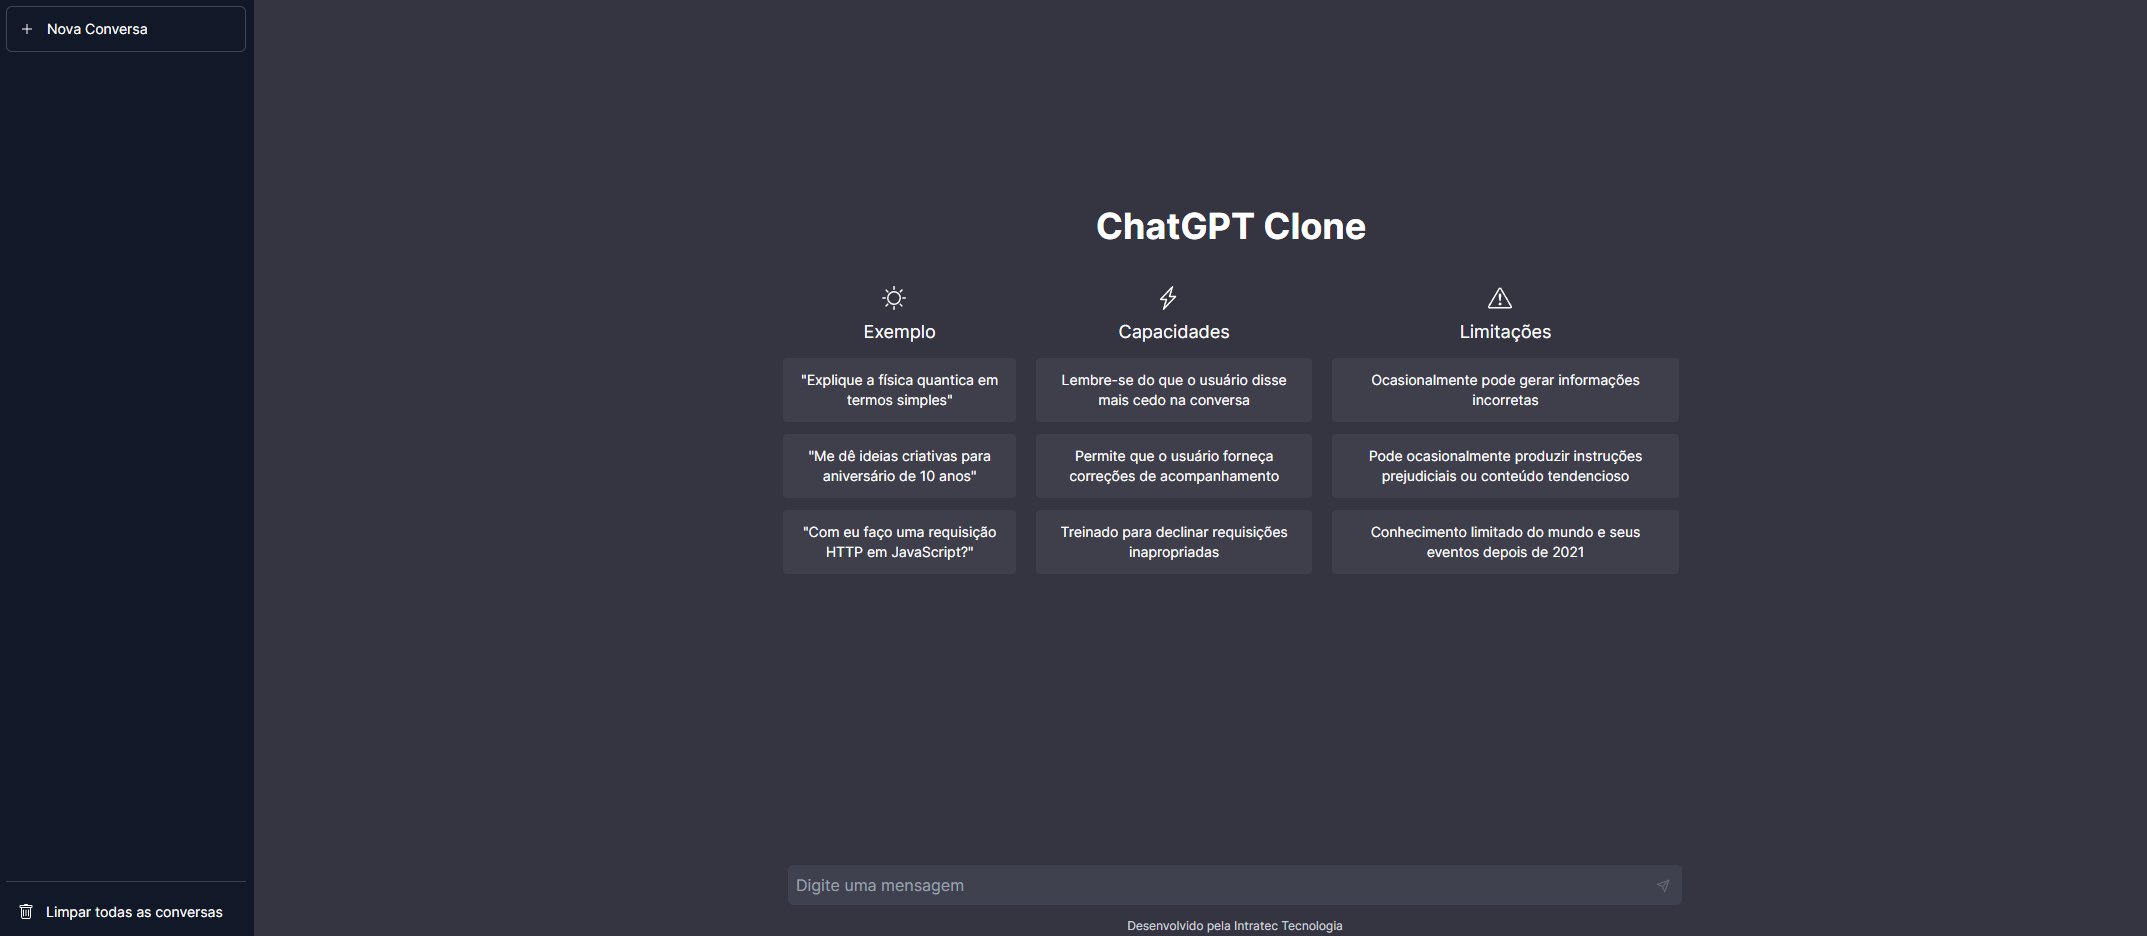 Nova Conversa
ChatGPT Clone
Exemplo
"Explique a física quantica em
termos simples"
"Me dê ideias criativas para
aniversário de 10 anos"
"Com eu faço uma requisição
HTTP em JavaScript?"
Capacidades
Lembre-se do que o usuário disse
mais cedo na conversa
Permite que o usuário forneça
correções de acompanhamento
Treinado para declinar requisições
inapropriadas
Limitações
Ocasionalmente pode gerar informações
incorretas
Pode ocasionalmente produzir instruções
prejudiciais ou conteúdo tendencioso
Conhecimento limitado do mundo e seus
eventos depois de 2021
Digite uma mensagem
Limpar todas as conversas
Desenvolvido pela Intratec Tecnologia